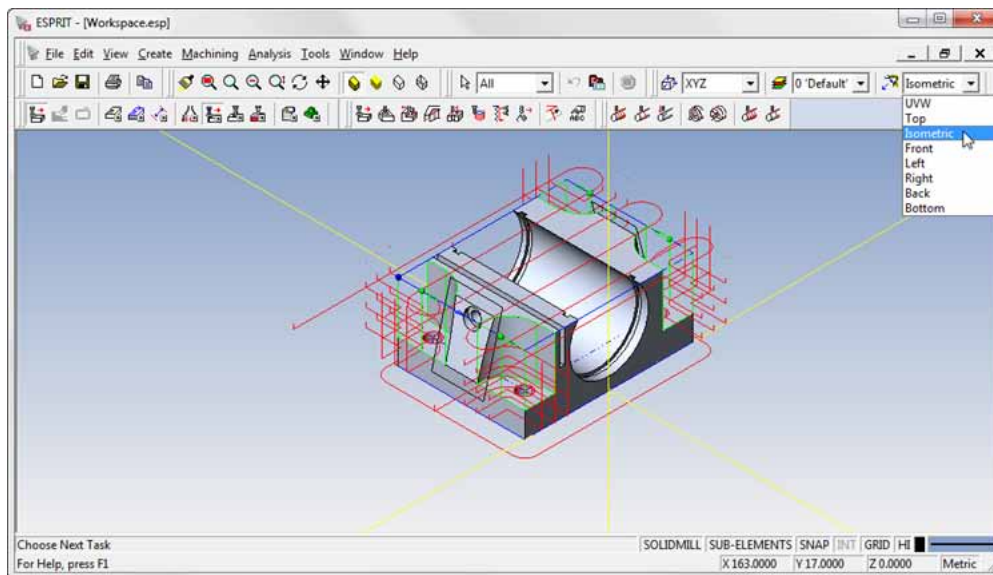 ESPRIT - [Workspace.esp]
File Edit View Create Machining Analysis Tools Window Help
All XYZ 0 'Default' Isometric
UVW
Top
Isometric
Front
Left
Right
Back
Bottom
Choose Next Task SOLIDMILL SUB-ELEMENTS SNAP INT GRID HI
For Help, press F1 X 163.0000 Y 17.0000 Z 0.0000 Metric